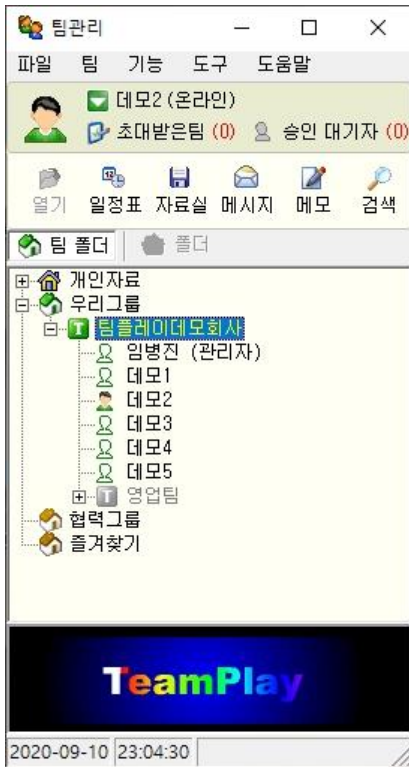 팀관리
파일 팀 기능 도구 도움말
데모2 (온라인)
초대받은팀 (0) 승인 대기자 (0)
열기 일정표 자료실 메시지 메모 검색
팀 폴더 폴더
개인자료
우리그룹
T 팀플레이데모회사
임병진 (관리자)
데모1
데모2
데모3
데모4
데모5
T 영업팀
협력그룹
즐겨찾기
TeamPlay
2020-09-10 23:04:30